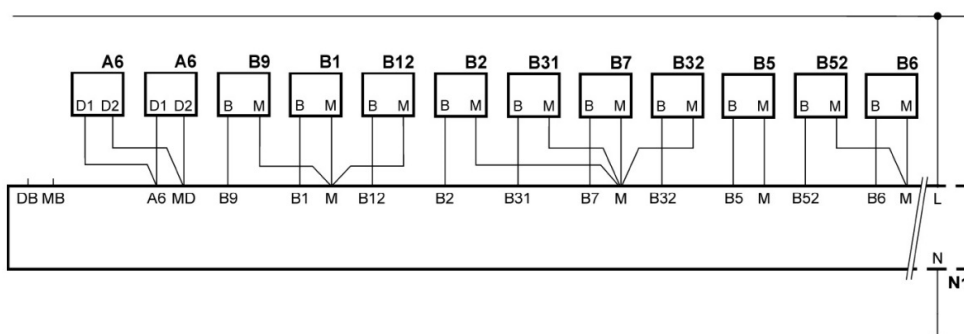 A6 A6 B9 B1 B12 B2 B31 B7 B32 B5 B52 B6
D1 D2 D1 D2 B M B M B M B M B M B M B M B M B M B M
DB MB A6 MD B9 B1 M B12 B2 B31 B7 M B32 B5 M B52 B6 M L
N
N1